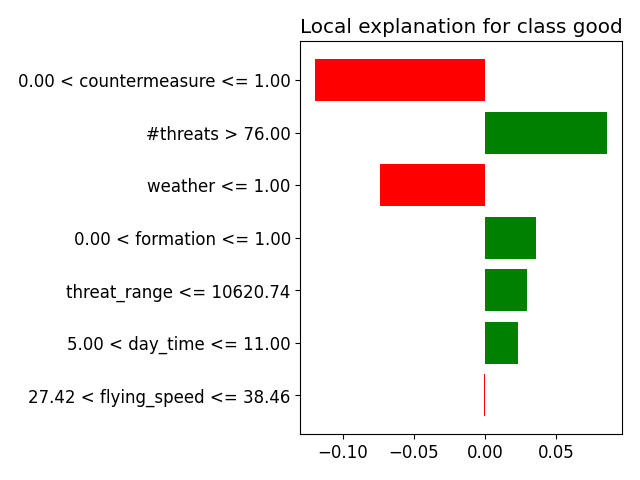 Local explanation for class good
0.00 < countermeasure <= 1.00
#threats > 76.00
weather <= 1.00
0.00 < formation <= 1.00
threat_range <= 10620.74
5.00 < day_time <= 11.00
27.42 < flying_speed <= 38.46
−0.10 −0.05 0.00 0.05